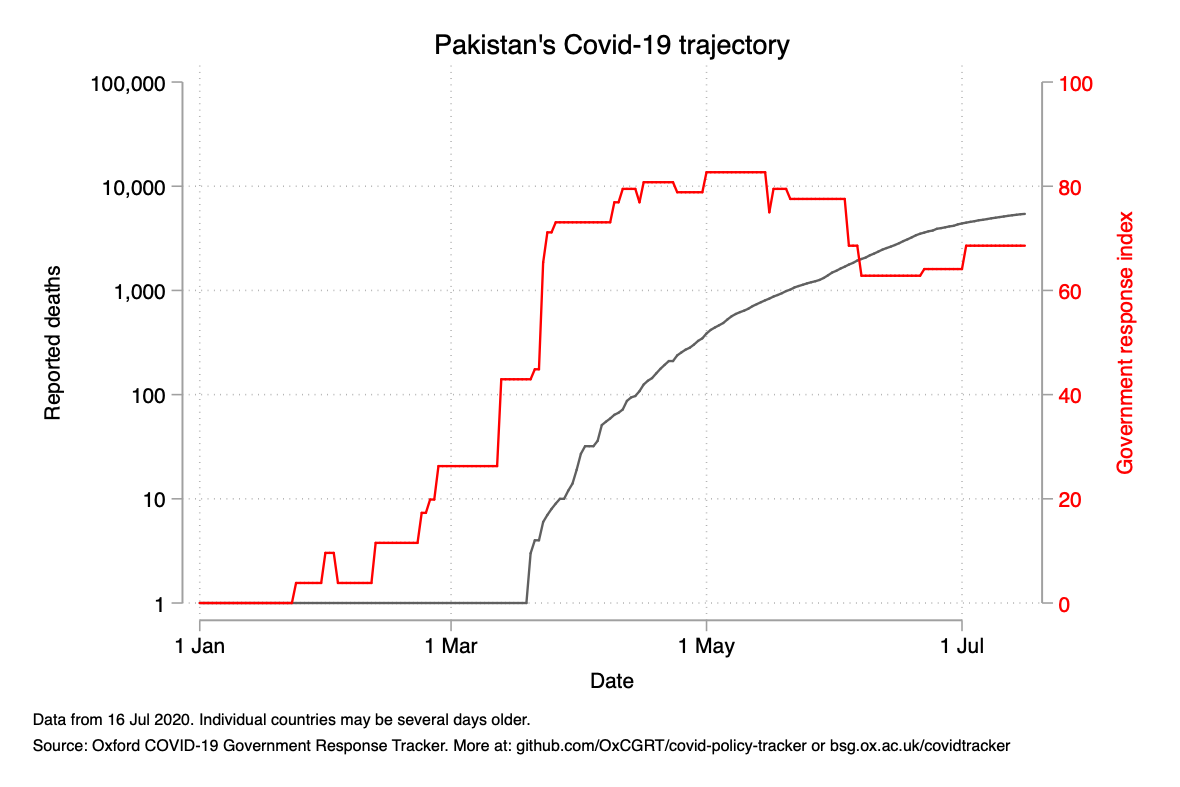 Pakistan's Covid-19 trajectory
100,000
10,000
1,000
100
10
1
Reported deaths
100
80
60
40
20
0
Government response index
1 Jan
1 Mar
1 May
1 Jul
Date
Data from 16 Jul 2020. Individual countries may be several days older.
Source: Oxford COVID-19 Government Response Tracker. More at: github.com/OxCGRT/covid-policy-tracker or bsg.ox.ac.uk/covidtracker